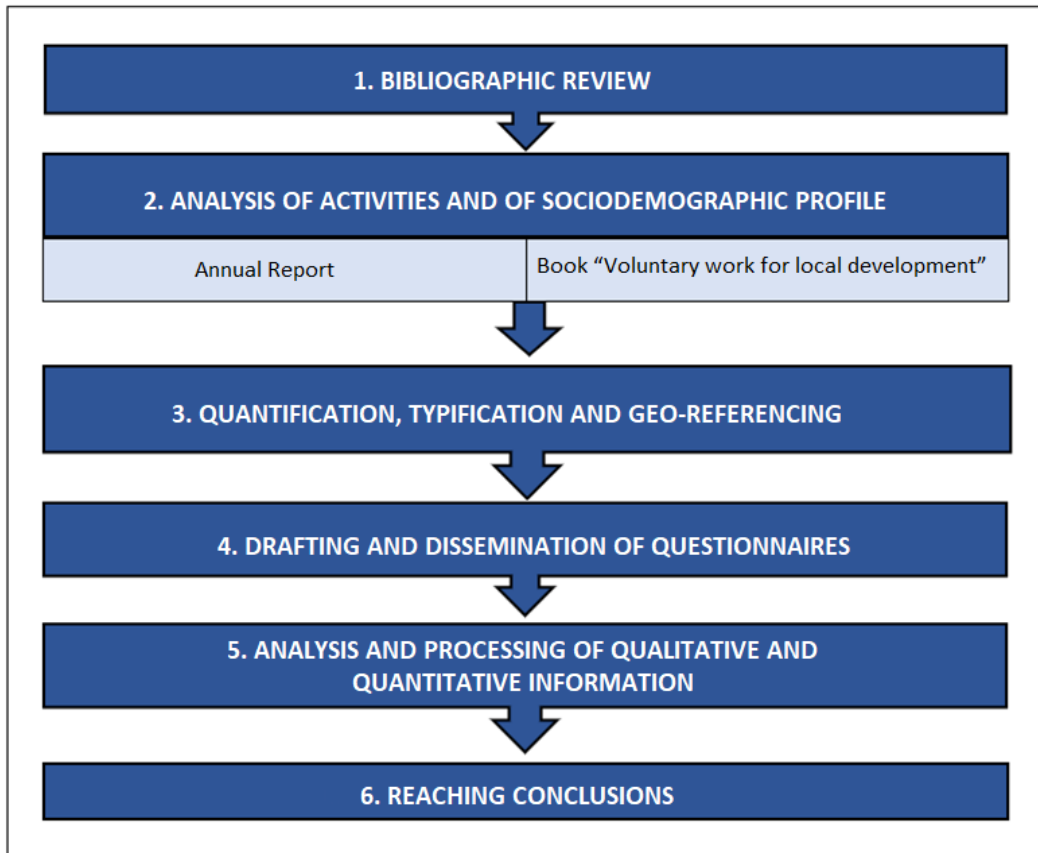 1. BIBLIOGRAPHIC REVIEW
2. ANALYSIS OF ACTIVITIES AND OF SOCIODEMOGRAPHIC PROFILE
Annual Report
Book “Voluntary work for local development”
3. QUANTIFICATION, TYPIFICATION AND GEO-REFERENCING
4. DRAFTING AND DISSEMINATION OF QUESTIONNAIRES
5. ANALYSIS AND PROCESSING OF QUALITATIVE AND
QUANTITATIVE INFORMATION
6. REACHING CONCLUSIONS